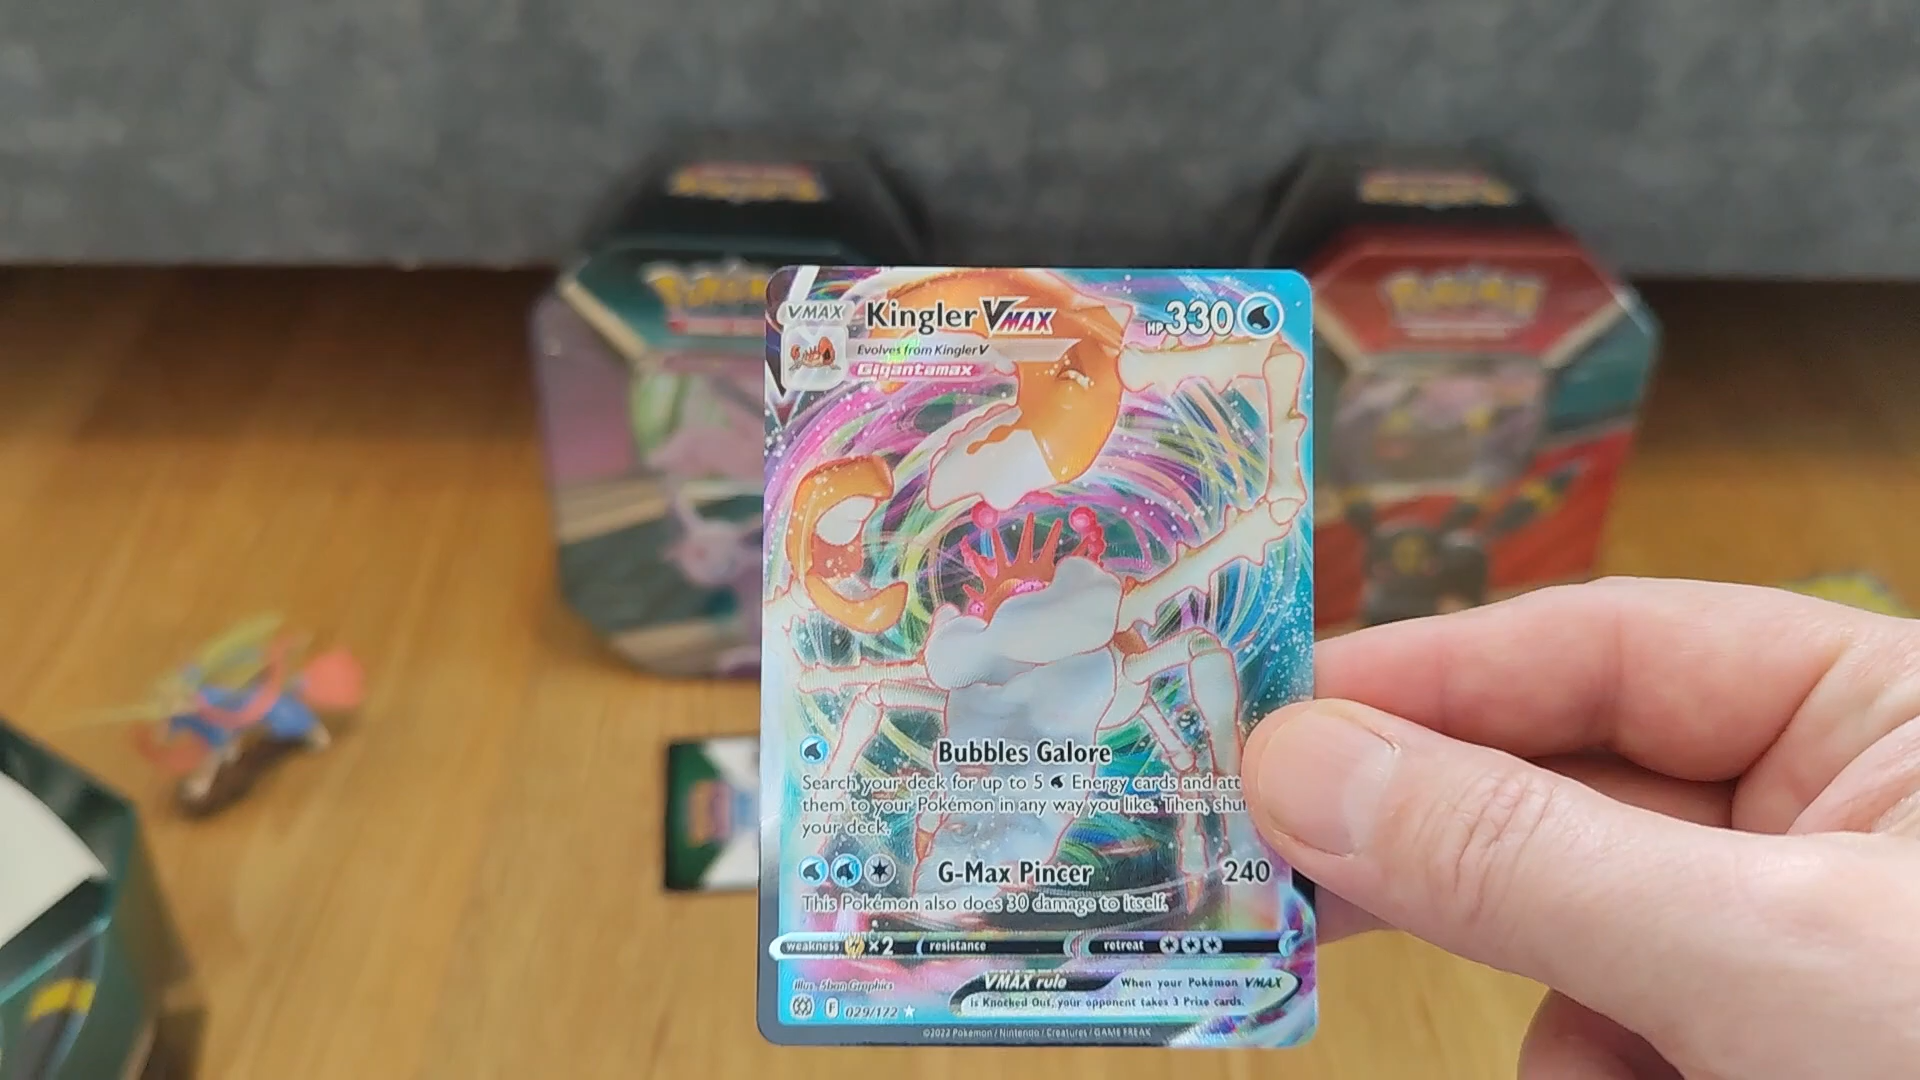 VMAX Kingler VMAX HP 330
Evolves from Kingler V
Gigantamax
Bubbles Galore
Search your deck for up to 5 Energy cards and att
them to your Pokémon in any way you like. Then, shuf
your deck.
G-Max Pincer 240
This Pokémon also does 30 damage to itself.
weakness ×2 resistance retreat
Illus. 5ban Graphics
VMAX rule When your Pokémon VMAX
is Knocked Out, your opponent takes 3 Prize cards.
F 029/172
©2022 Pokémon / Nintendo / Creatures / GAME FREAK
Pokémon
Pokémon